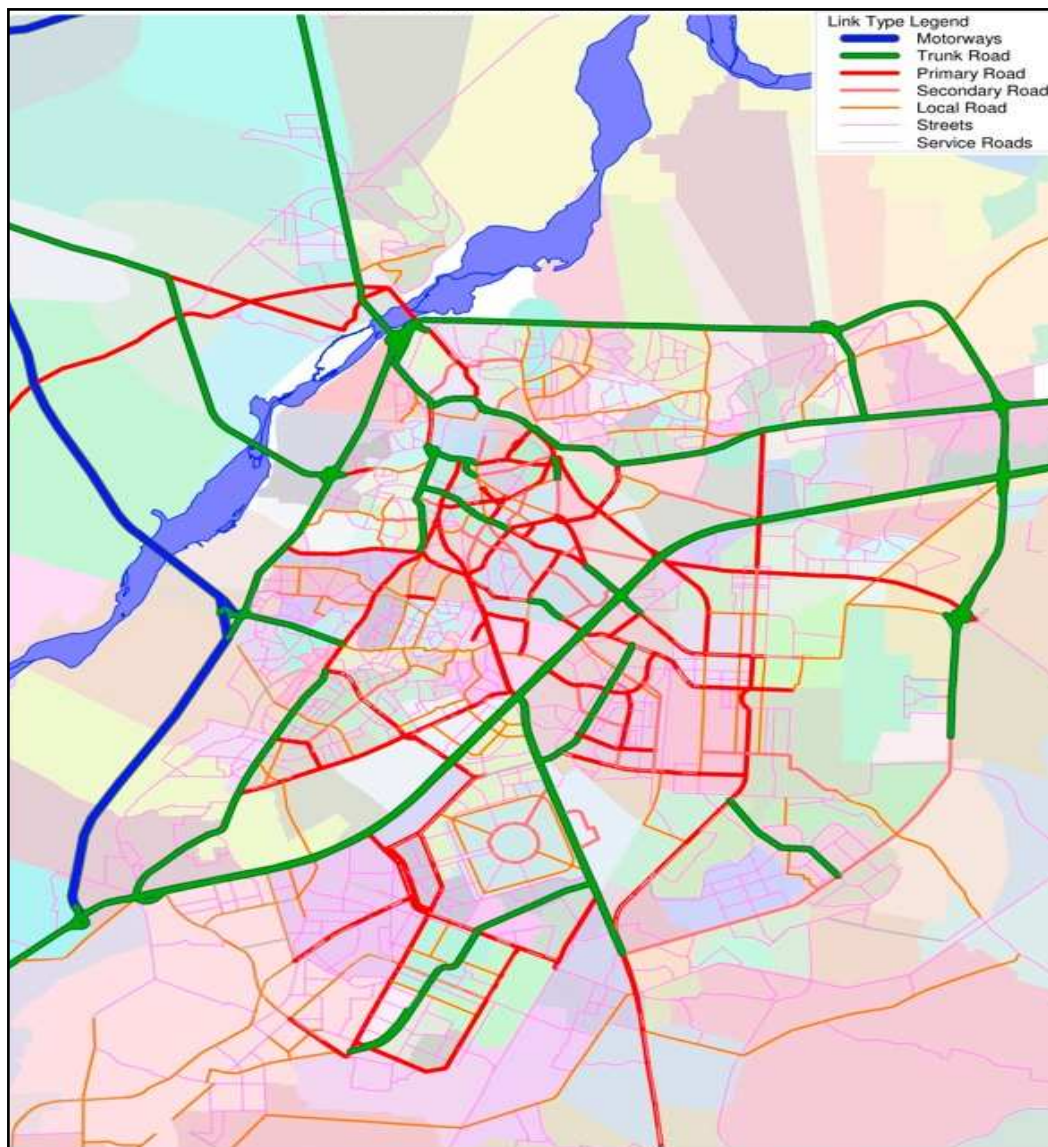 Link Type Legend
Motorways
Trunk Road
Primary Road
Secondary Road
Local Road
Streets
Service Roads